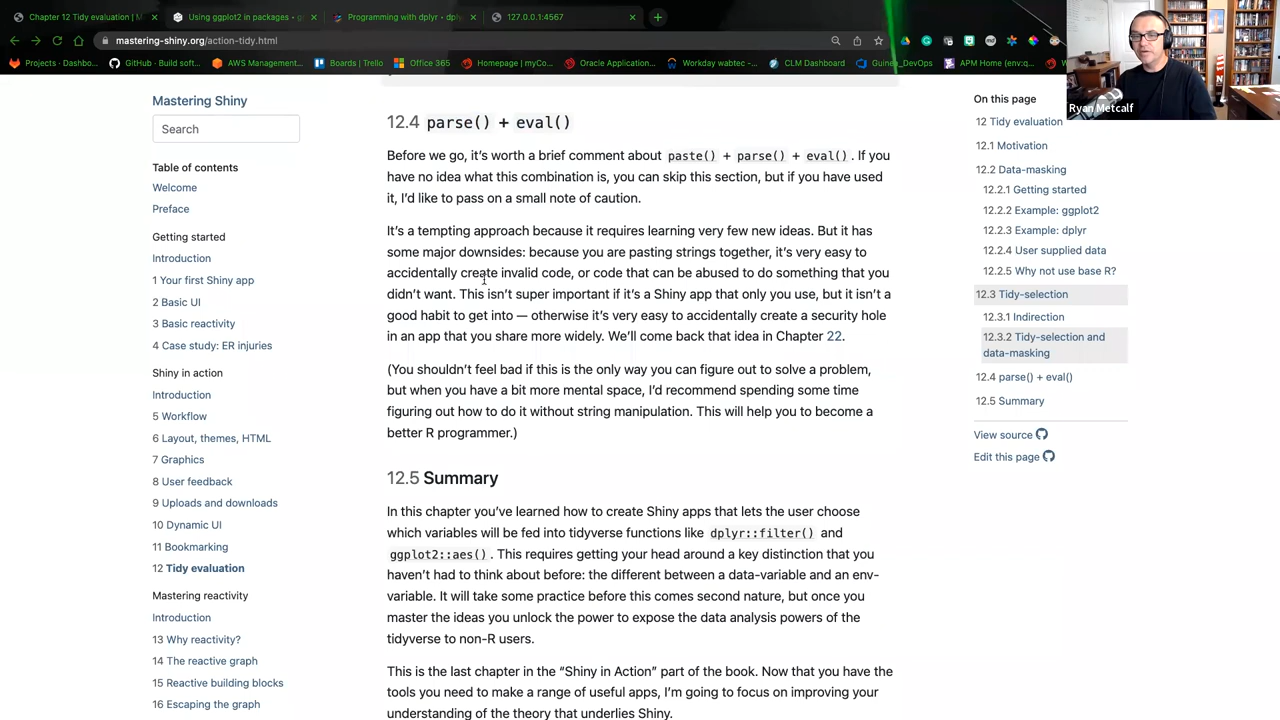 Chapter 12 Tidy evaluation | M
Using ggplot2 in packages • g
Programming with dplyr • dply
127.0.0.1:4567
mastering-shiny.org/action-tidy.html
Projects · Dashbo...
GitHub · Build soft...
AWS Management...
Boards | Trello
Office 365
Homepage | myCo...
Oracle Application...
Workday wabtec -...
CLM Dashboard
Guinea_DevOps
APM Home (env:q...
Ryan Metcalf
Mastering Shiny
Search
Table of contents
Welcome
Preface
Getting started
Introduction
1 Your first Shiny app
2 Basic UI
3 Basic reactivity
4 Case study: ER injuries
Shiny in action
Introduction
5 Workflow
6 Layout, themes, HTML
7 Graphics
8 User feedback
9 Uploads and downloads
10 Dynamic UI
11 Bookmarking
12 Tidy evaluation
Mastering reactivity
Introduction
13 Why reactivity?
14 The reactive graph
15 Reactive building blocks
16 Escaping the graph
12.4 parse() + eval()
Before we go, it's worth a brief comment about paste() + parse() + eval(). If you
have no idea what this combination is, you can skip this section, but if you have used
it, I'd like to pass on a small note of caution.
It's a tempting approach because it requires learning very few new ideas. But it has
some major downsides: because you are pasting strings together, it's very easy to
accidentally create invalid code, or code that can be abused to do something that you
didn't want. This isn't super important if it's a Shiny app that only you use, but it isn't a
good habit to get into — otherwise it's very easy to accidentally create a security hole
in an app that you share more widely. We'll come back that idea in Chapter 22.
(You shouldn't feel bad if this is the only way you can figure out to solve a problem,
but when you have a bit more mental space, I'd recommend spending some time
figuring out how to do it without string manipulation. This will help you to become a
better R programmer.)
12.5 Summary
In this chapter you've learned how to create Shiny apps that lets the user choose
which variables will be fed into tidyverse functions like dplyr::filter() and
ggplot2::aes(). This requires getting your head around a key distinction that you
haven't had to think about before: the different between a data-variable and an env-
variable. It will take some practice before this comes second nature, but once you
master the ideas you unlock the power to expose the data analysis powers of the
tidyverse to non-R users.
This is the last chapter in the "Shiny in Action" part of the book. Now that you have the
tools you need to make a range of useful apps, I'm going to focus on improving your
understanding of the theory that underlies Shiny.
On this page
12 Tidy evaluation
12.1 Motivation
12.2 Data-masking
12.2.1 Getting started
12.2.2 Example: ggplot2
12.2.3 Example: dplyr
12.2.4 User supplied data
12.2.5 Why not use base R?
12.3 Tidy-selection
12.3.1 Indirection
12.3.2 Tidy-selection and
data-masking
12.4 parse() + eval()
12.5 Summary
View source
Edit this page